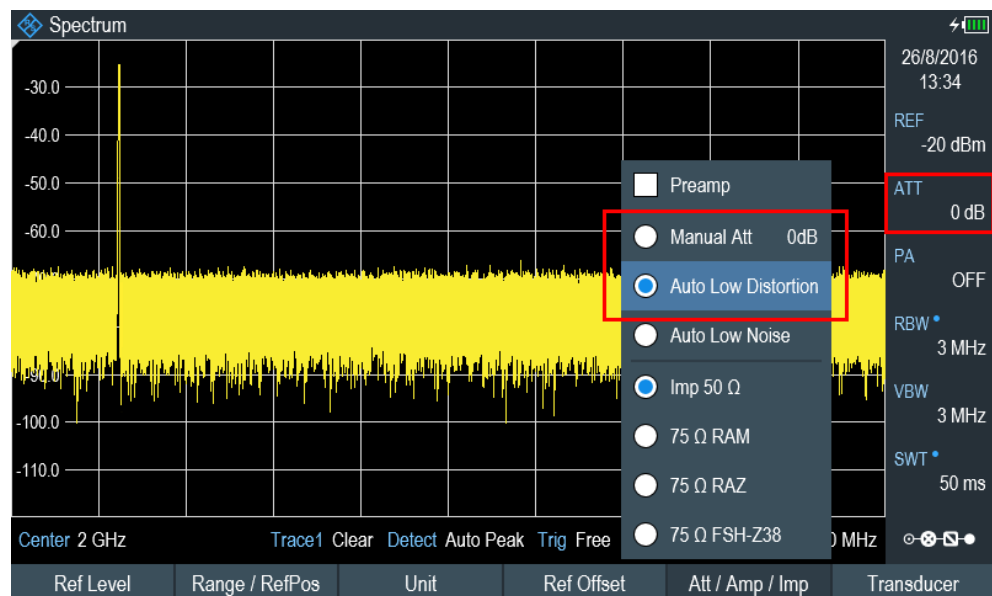 Spectrum
26/8/2016
13:34
-30.0
-40.0
-50.0
-60.0
-90.0
-100.0
-110.0
REF
-20 dBm
ATT
0 dB
PA
OFF
RBW
3 MHz
VBW
3 MHz
SWT
50 ms
Preamp
Manual Att 0dB
Auto Low Distortion
Auto Low Noise
Imp 50 Ω
75 Ω RAM
75 Ω RAZ
75 Ω FSH-Z38
Center 2 GHz Trace1 Clear Detect Auto Peak Trig Free MHz
Ref Level Range / RefPos Unit Ref Offset Att / Amp / Imp Transducer